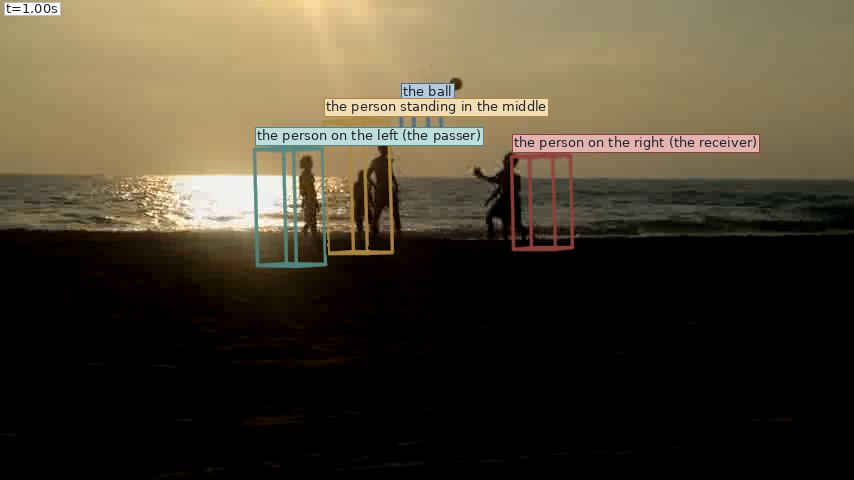 t=1.00s
the ball
the person standing in the middle
the person on the left (the passer)
the person on the right (the receiver)